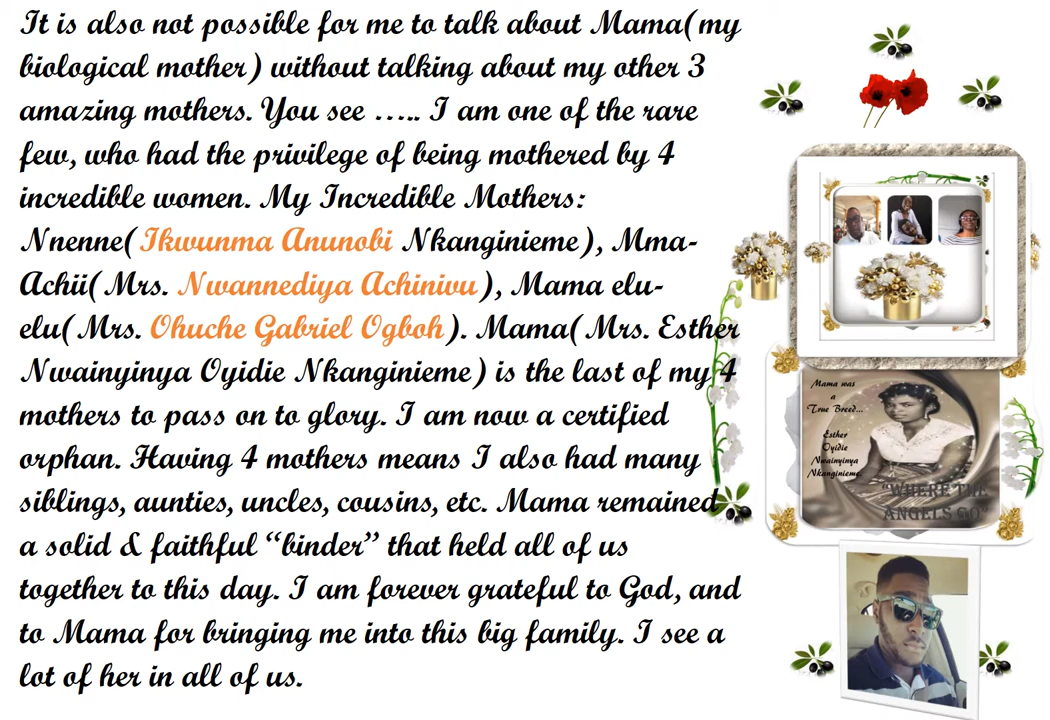 It is also not possible for me to talk about Mama(my
biological mother) without talking about my other 3
amazing mothers. You see ….. I am one of the rare
few, who had the privilege of being mothered by 4
incredible women. My Incredible Mothers:
Nnenne(Ikwunma Anunobi Nkanginieme), Mma-
Achii(Mrs. Nwannediya Achinivu), Mama elu-
elu(Mrs. Ohuche Gabriel Ogboh). Mama(Mrs. Esther
Nwainyinya Oyidie Nkanginieme) is the last of my 4
mothers to pass on to glory. I am now a certified
orphan. Having 4 mothers means I also had many
siblings, aunties, uncles, cousins, etc. Mama remained
a solid & faithful “binder” that held all of us
together to this day. I am forever grateful to God, and
to Mama for bringing me into this big family. I see a
lot of her in all of us.
Mama was
a
True Breed...
Esther
Oyidie
Nwainyinya
Nkanginieme.
“WHERE THE
ANGELS GO”